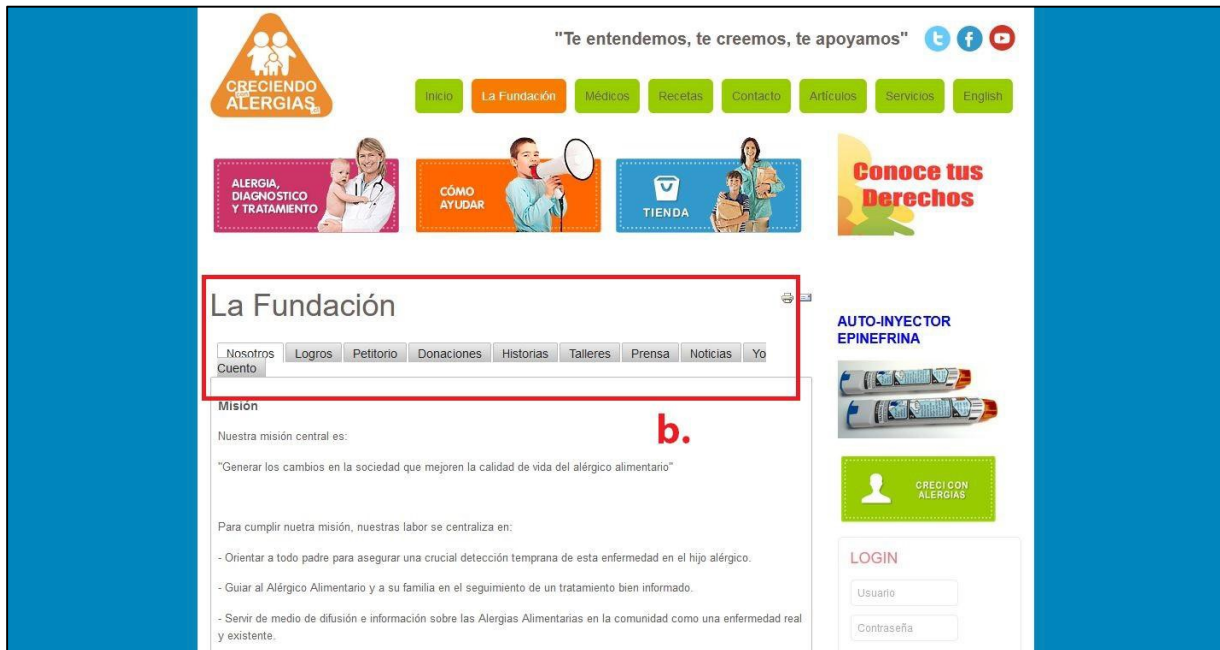 "Te entendemos, te creemos, te apoyamos"
CRECIENDO
con
ALERGIAS
Inicio
La Fundación
Médicos
Recetas
Contacto
Artículos
Servicios
English
ALERGIA,
DIAGNOSTICO
Y TRATAMIENTO
CÓMO
AYUDAR
TIENDA
Conoce tus
Derechos
La Fundación
Nosotros Logros Petitorio Donaciones Historias Talleres Prensa Noticias Yo
Cuento
Misión
b.
Nuestra misión central es:
"Generar los cambios en la sociedad que mejoren la calidad de vida del alérgico alimentario"
Para cumplir nuetra misión, nuestras labor se centraliza en:
- Orientar a todo padre para asegurar una crucial detección temprana de esta enfermedad en el hijo alérgico.
- Guiar al Alérgico Alimentario y a su familia en el seguimiento de un tratamiento bien informado.
- Servir de medio de difusión e información sobre las Alergias Alimentarias en la comunidad como una enfermedad real
y existente.
AUTO-INYECTOR
EPINEFRINA
CRECI CON
ALERGIAS
LOGIN
Usuario
Contraseña